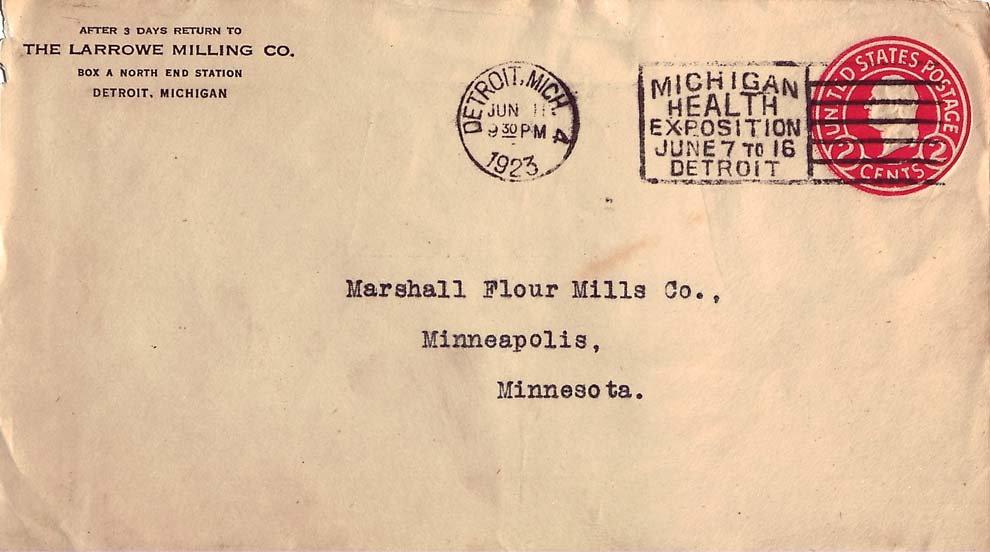 AFTER 3 DAYS RETURN TO
THE LARROWE MILLING CO.
BOX A NORTH END STATION
DETROIT, MICHIGAN
DETROIT, MICH. 4
JUN
9 30 PM
1923
MICHIGAN
HEALTH
EXPOSITION
JUNE 7 TO 16
DETROIT
UNITED STATES POSTAGE
2 CENTS 2
Marshall Flour Mills Co.,
Minneapolis,
Minnesota.